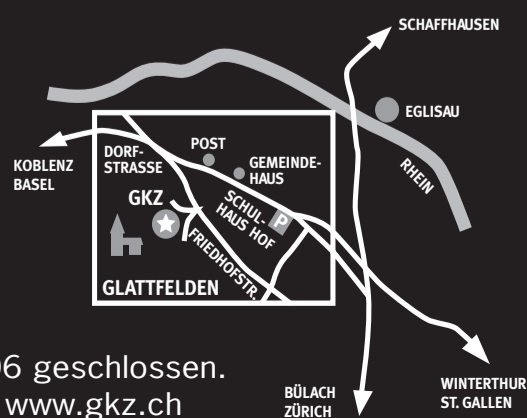 SCHAFFHAUSEN
EGLISAU
RHEIN
KOBLENZ
BASEL
DORF-
STRASSE
POST
GEMEINDE-
HAUS
GKZ
SCHUL-
HAUS HOF
P
FRIEDHOFSTR.
GLATTFELDEN
6 geschlossen.
www.gkz.ch
BÜLACH
ZÜRICH
WINTERTHUR
ST. GALLEN